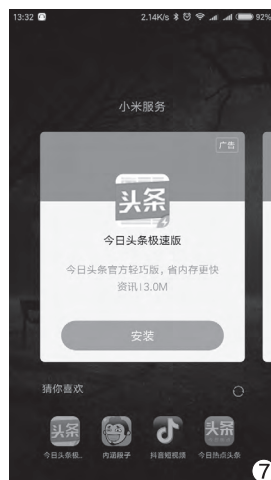 13:32 2.14K/s 92%
小米服务
广告
头条
今日头条极速版
今日头条官方轻巧版，省内存更快
资讯|3.0M
安装
猜你喜欢
头条 头条
今日头条极... 内涵段子 抖音短视频 今日热点头条
7